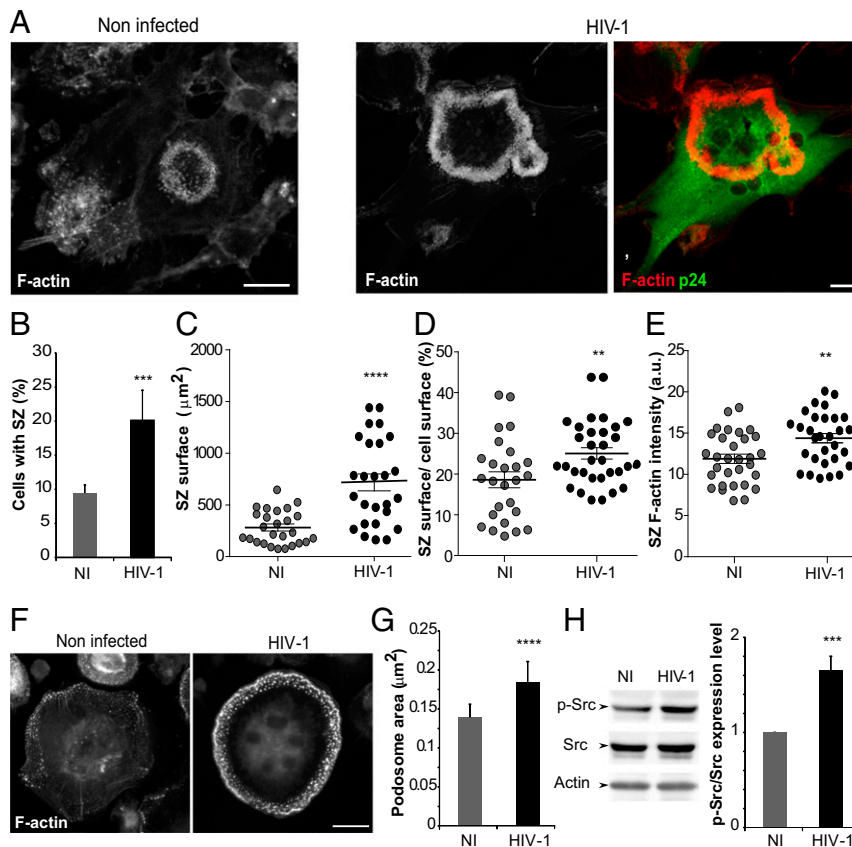 A
Non infected
HIV-1
F-actin
F-actin
F-actin p24
B
Cells with SZ (%)
30
25
20
15
10
5
0
***
NI
HIV-1
C
SZ surface (μm2)
2000
1500
1000
500
0
****
NI
HIV-1
D
SZ surface/ cell surface (%)
50
40
30
20
10
0
**
NI
HIV-1
E
SZ F-actin intensity (a.u.)
25
20
15
10
5
0
**
NI
HIV-1
F
Non infected
HIV-1
F-actin
G
Podosome area (μm2)
0.25
0.2
0.15
0.1
0.05
0
****
NI
HIV-1
H
NI HIV-1
p-Src
Src
Actin
p-Src/Src expression level
2
1
0
***
NI
HIV-1